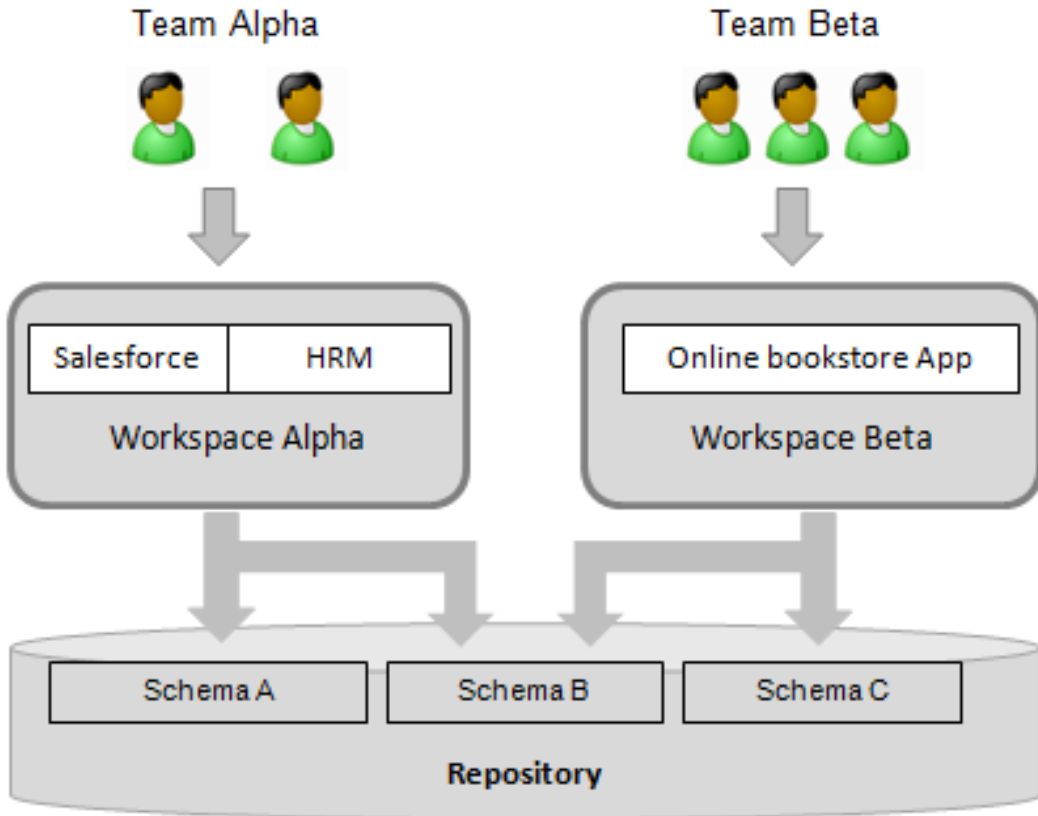 Team Alpha
Team Beta
Salesforce
HRM
Online bookstore App
Workspace Alpha
Workspace Beta
Schema A
Schema B
Schema C
Repository